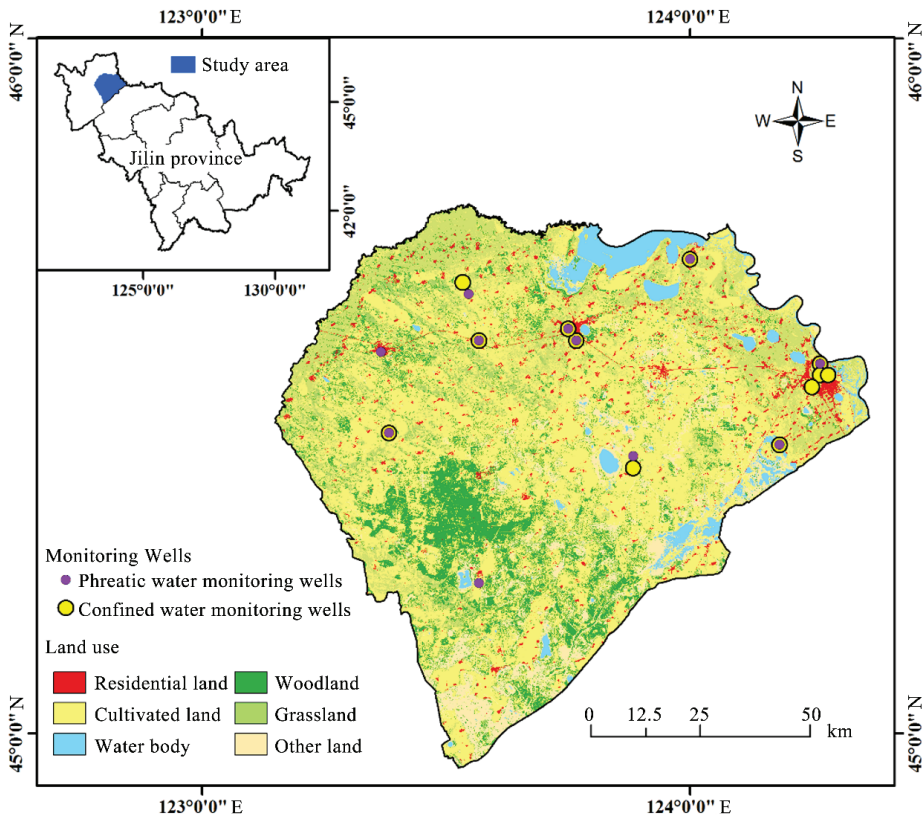 123°0'0" E
124°0'0" E
46°0'0" N
46°0'0" N
Study area
Jilin province
45°0'0" N
42°0'0" N
125°0'0" E
130°0'0" E
N
W
E
S
Monitoring Wells
Phreatic water monitoring wells
Confined water monitoring wells
Land use
Residential land
Woodland
Cultivated land
Grassland
Water body
Other land
0 12.5 25 50
km
45°0'0" N
45°0'0" N
123°0'0" E
124°0'0" E